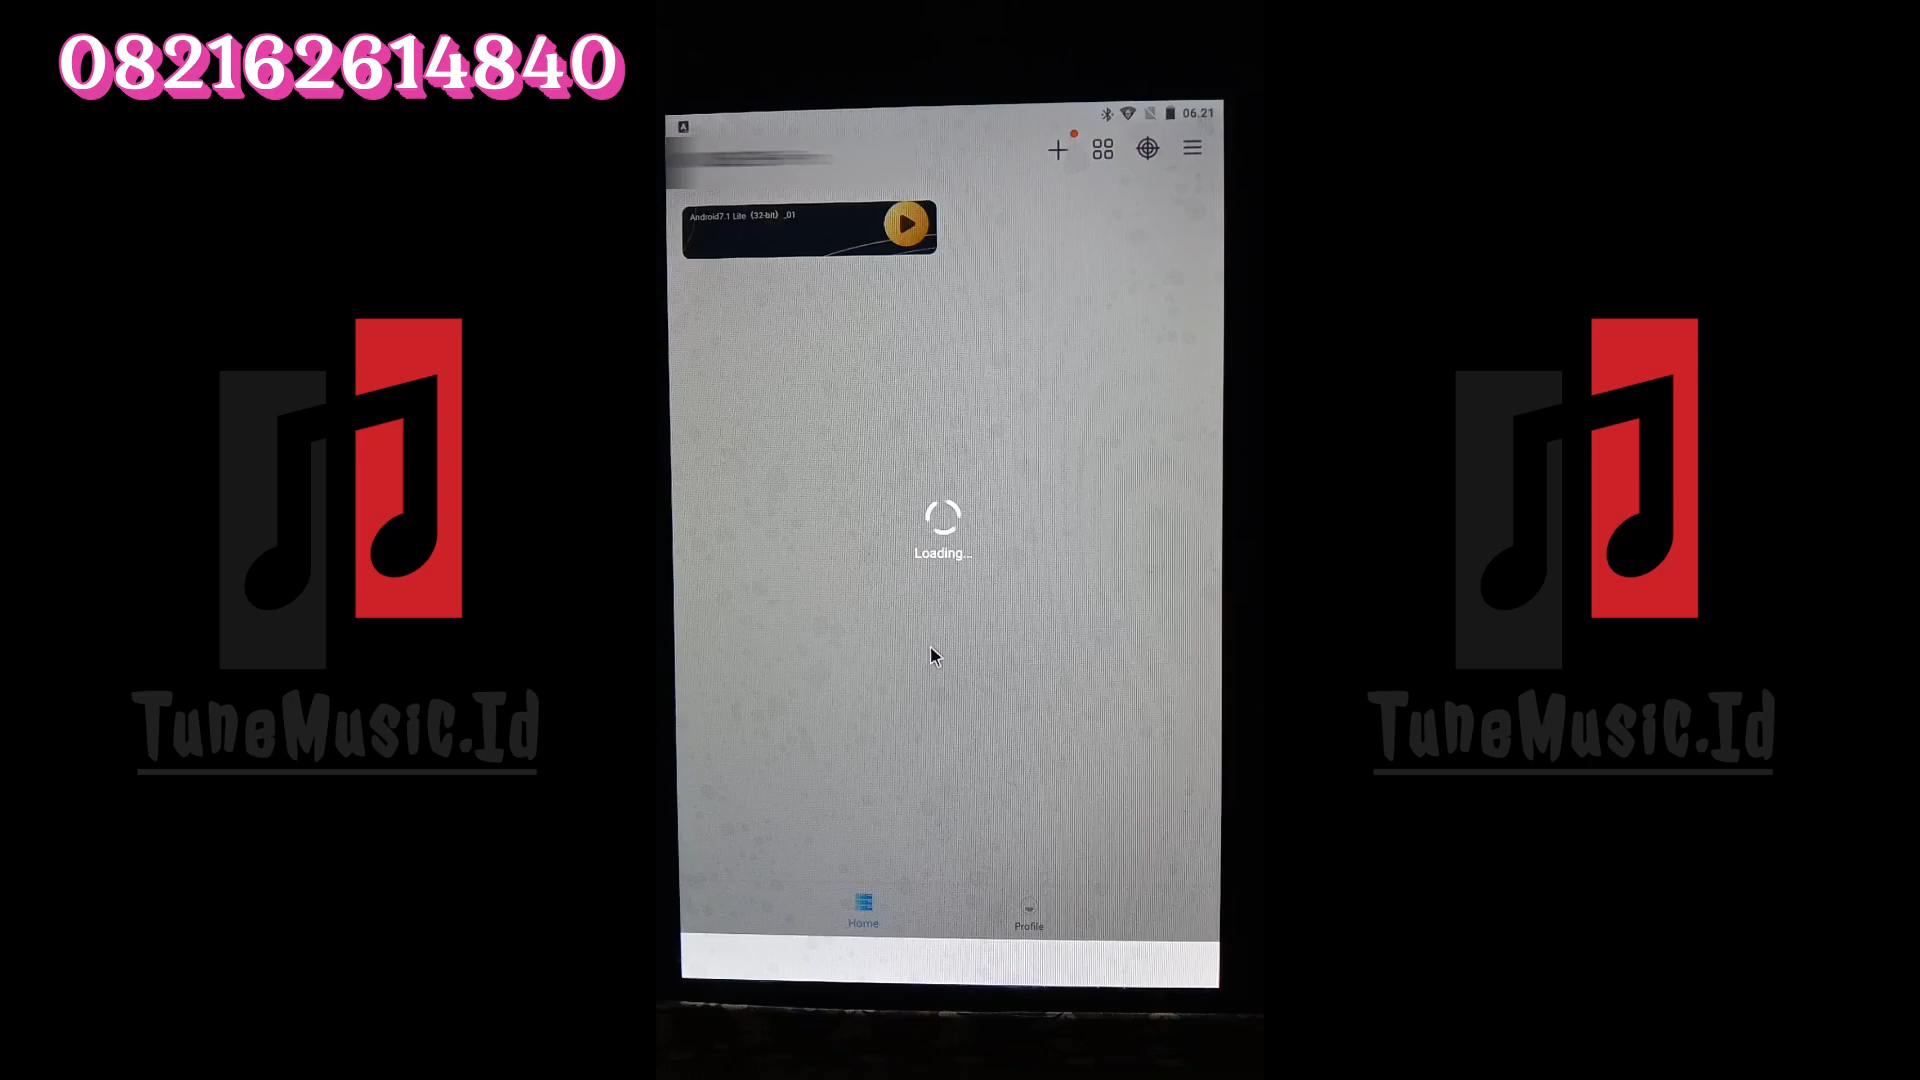 082162614840
A
06.21
Android7.1 Lite (32-bit) _01
Loading...
Home
Profile
TuneMusic.Id
TuneMusic.Id